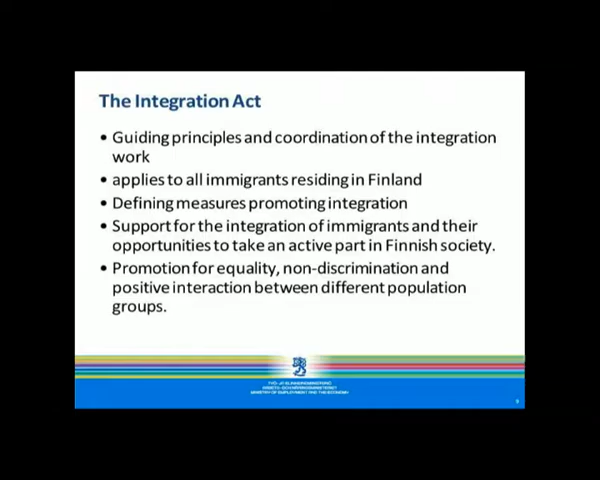 The Integration Act
• Guiding principles and coordination of the integration
work
• applies to all immigrants residing in Finland
• Defining measures promoting integration
• Support for the integration of immigrants and their
opportunities to take an active part in Finnish society.
• Promotion for equality, non-discrimination and
positive interaction between different population
groups.
MINISTRY OF EMPLOYMENT AND THE ECONOMY